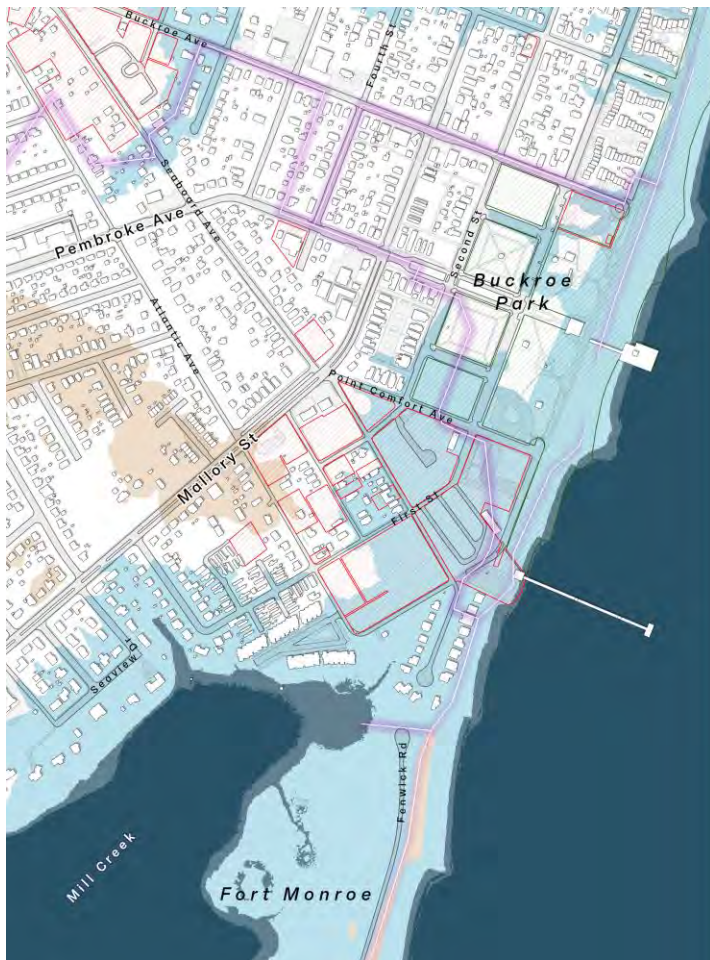 Buckroe Ave
Fourth St
Seaboard Ave
Pembroke Ave
Second St
Buckroe
Park
Atlantic Ave
Point Comfort Ave
Mallory St
First St
Seaview Dr
Fenwick Rd
Mill Creek
Fort Monroe